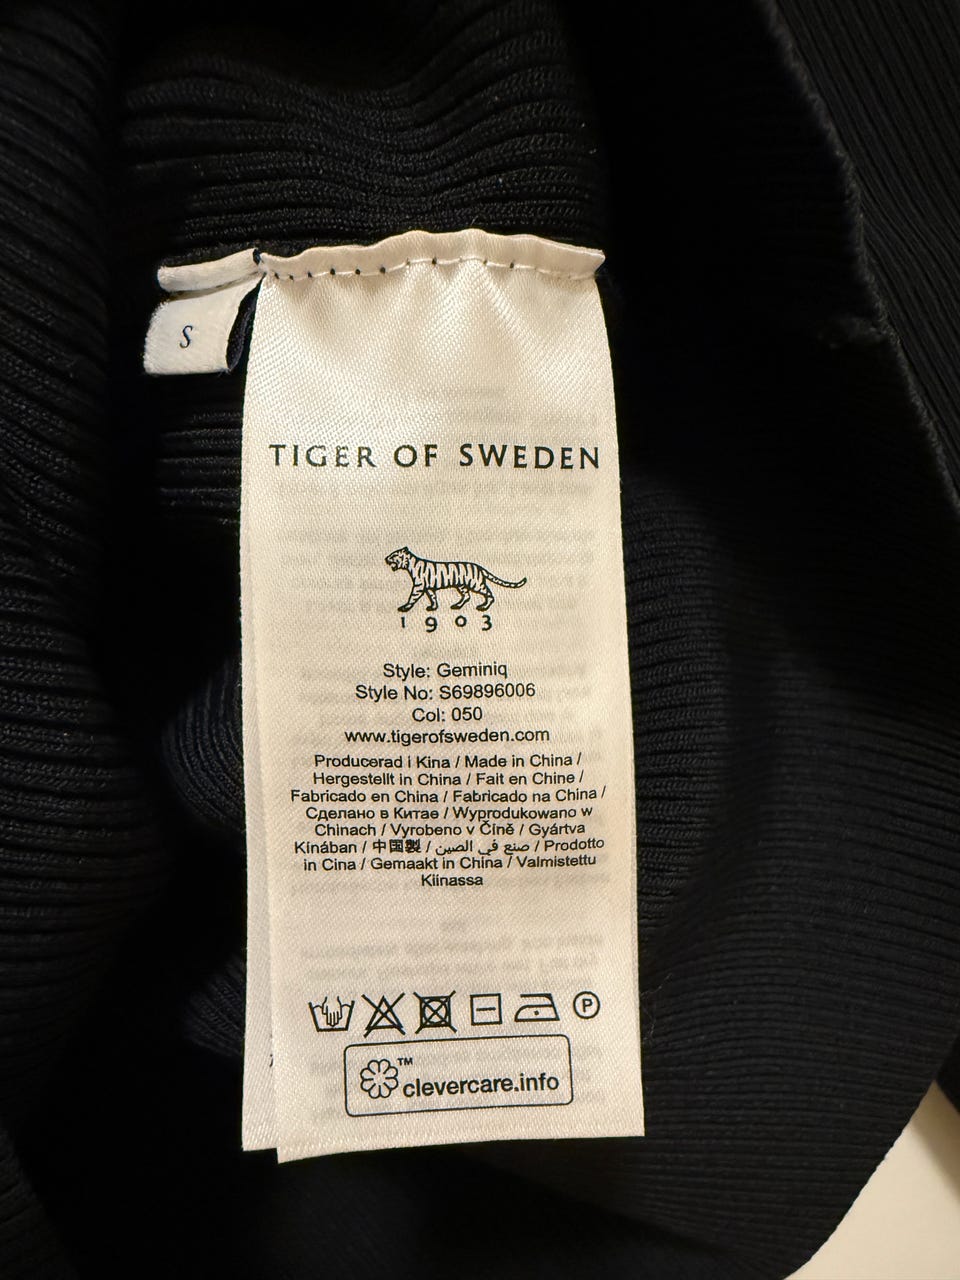 S
TIGER OF SWEDEN
1903
Style: Geminiq
Style No: S69896006
Col: 050
www.tigerofsweden.com
Producerad i Kina / Made in China /
Hergestellt in China / Fait en Chine /
Fabricado en China / Fabricado na China /
Сделано в Китае / Wyprodukowano w
Chinach / Vyrobeno v Číně / Gyártva
Kínában / 中国製 / صنع في الصين / Prodotto
in Cina / Gemaakt in China / Valmistettu
Kiinassa
P
™
clevercare.info